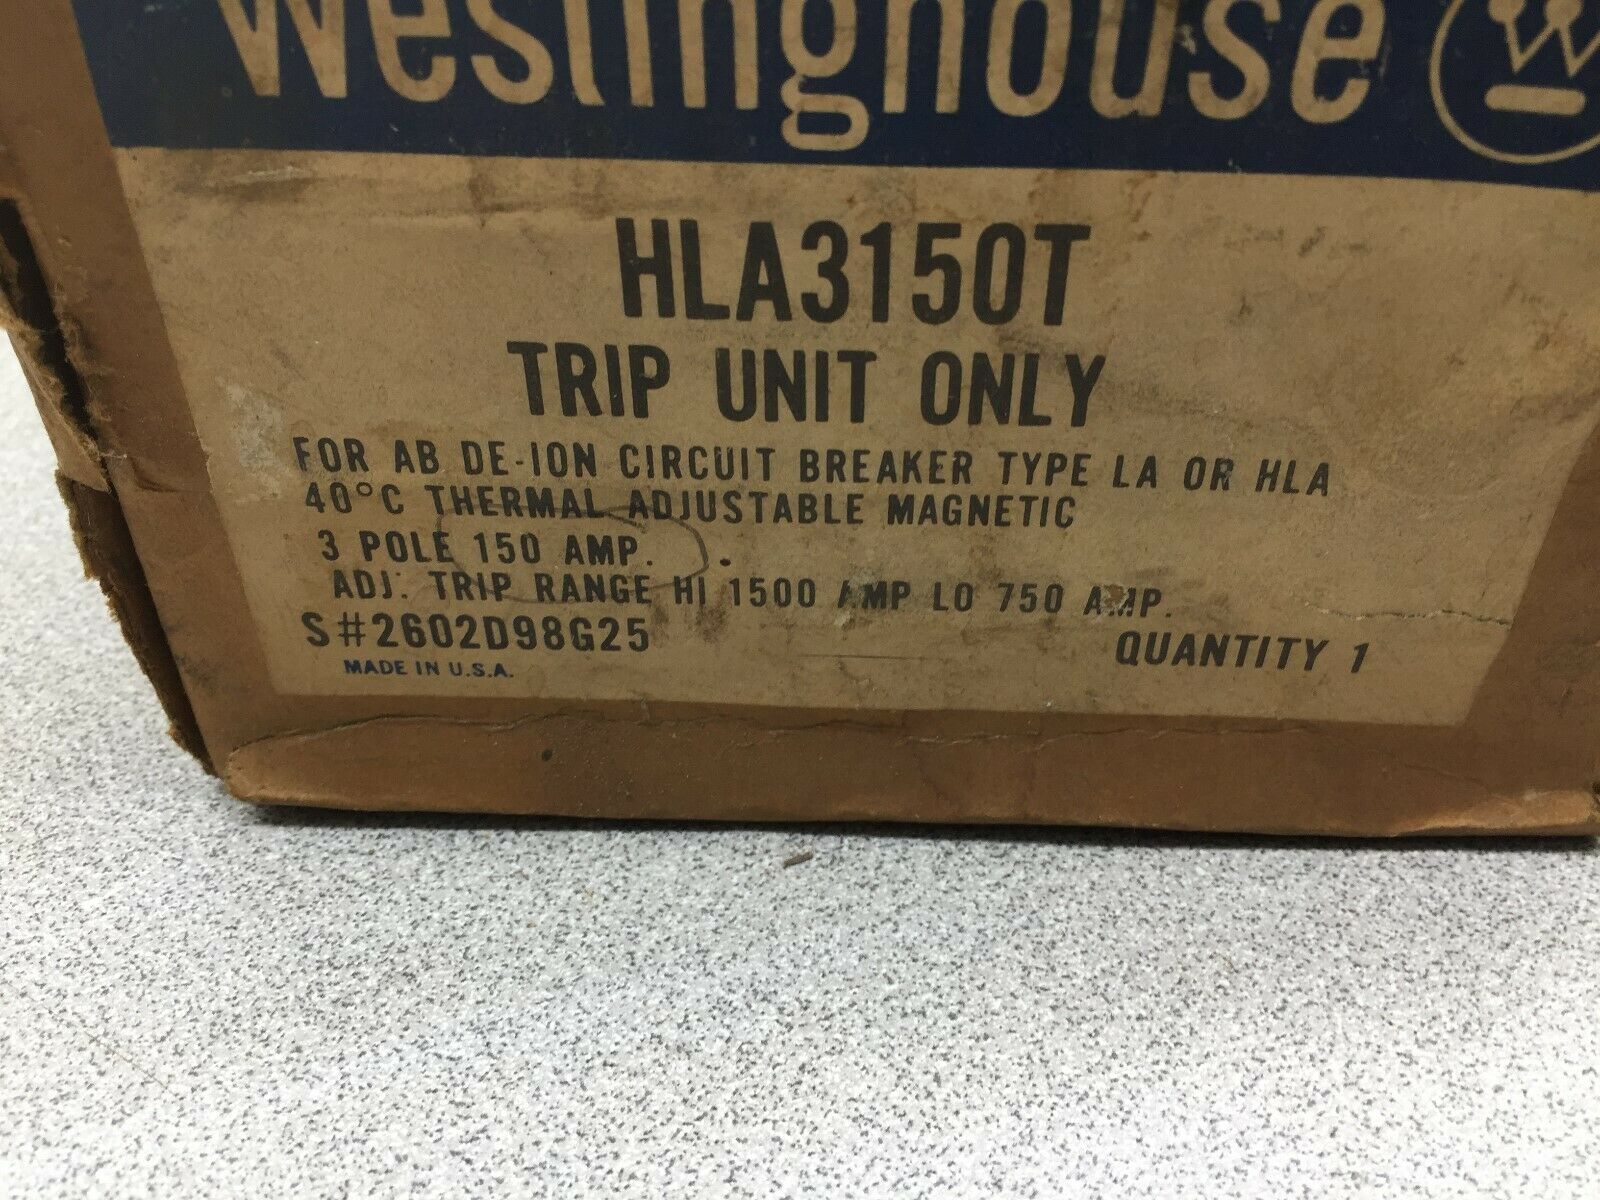 Westinghouse
HLA3150T
TRIP UNIT ONLY
FOR AB DE-ION CIRCUIT BREAKER TYPE LA OR HLA
40°C THERMAL ADJUSTABLE MAGNETIC
3 POLE 150 AMP.
ADJ. TRIP RANGE HI 1500 AMP LO 750 AMP.
S#2602D98G25
QUANTITY 1
MADE IN U.S.A.